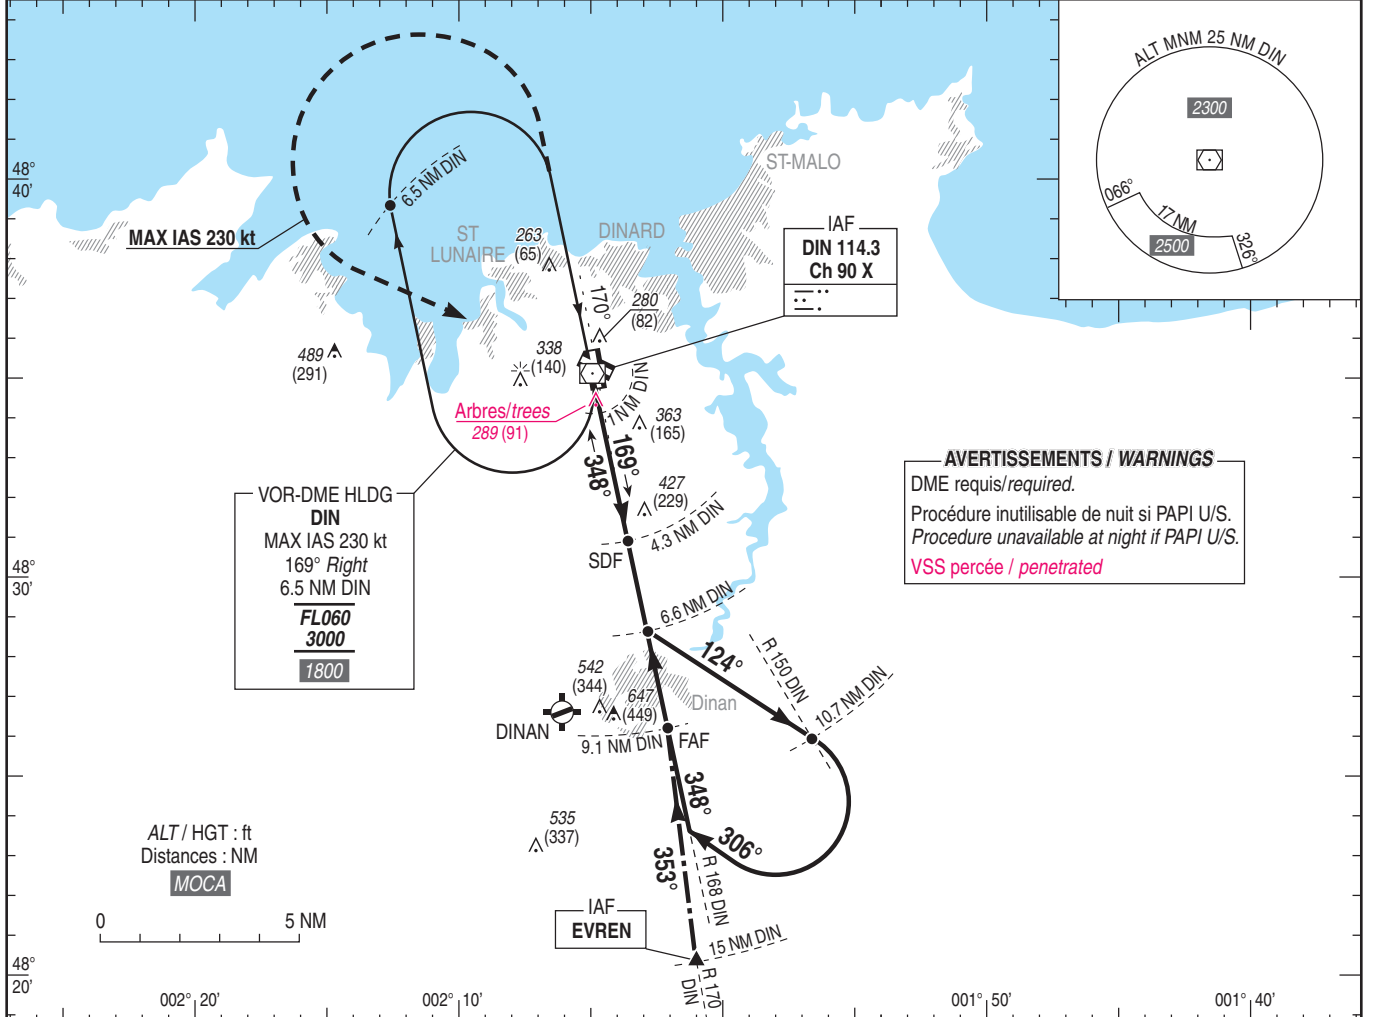 ALT MNM 25 NM DIN
2300
066°
17 NM
2500
326°
48°
40'
6.5 NM DIN
ST-MALO
MAX IAS 230 kt
ST
LUNAIRE
263
(65)
DINARD
IAF
DIN 114.3
Ch 90 X
170°
280
(82)
489
(291)
338
(140)
1 NM DIN
Arbres/trees
289 (91)
363
(165)
169°
348°
427
(229)
4.3 NM DIN
SDF
AVERTISSEMENTS / WARNINGS
DME requis/required.
Procédure inutilisable de nuit si PAPI U/S.
Procedure unavailable at night if PAPI U/S.
VSS percée / penetrated
VOR-DME HLDG
DIN
MAX IAS 230 kt
169° Right
6.5 NM DIN
FL060
3000
1800
48°
30'
6.6 NM DIN
124°
R 150 DIN
10.7 NM DIN
542
(344)
647
(449)
Dinan
DINAN
9.1 NM DIN
FAF
348°
306°
353°
R 168 DIN
535
(337)
ALT / HGT : ft
Distances : NM
MOCA
0
5 NM
IAF
EVREN
15 NM DIN
R 170
DIN
48°
20'
002° 20'
002° 10'
001° 50'
001° 40'